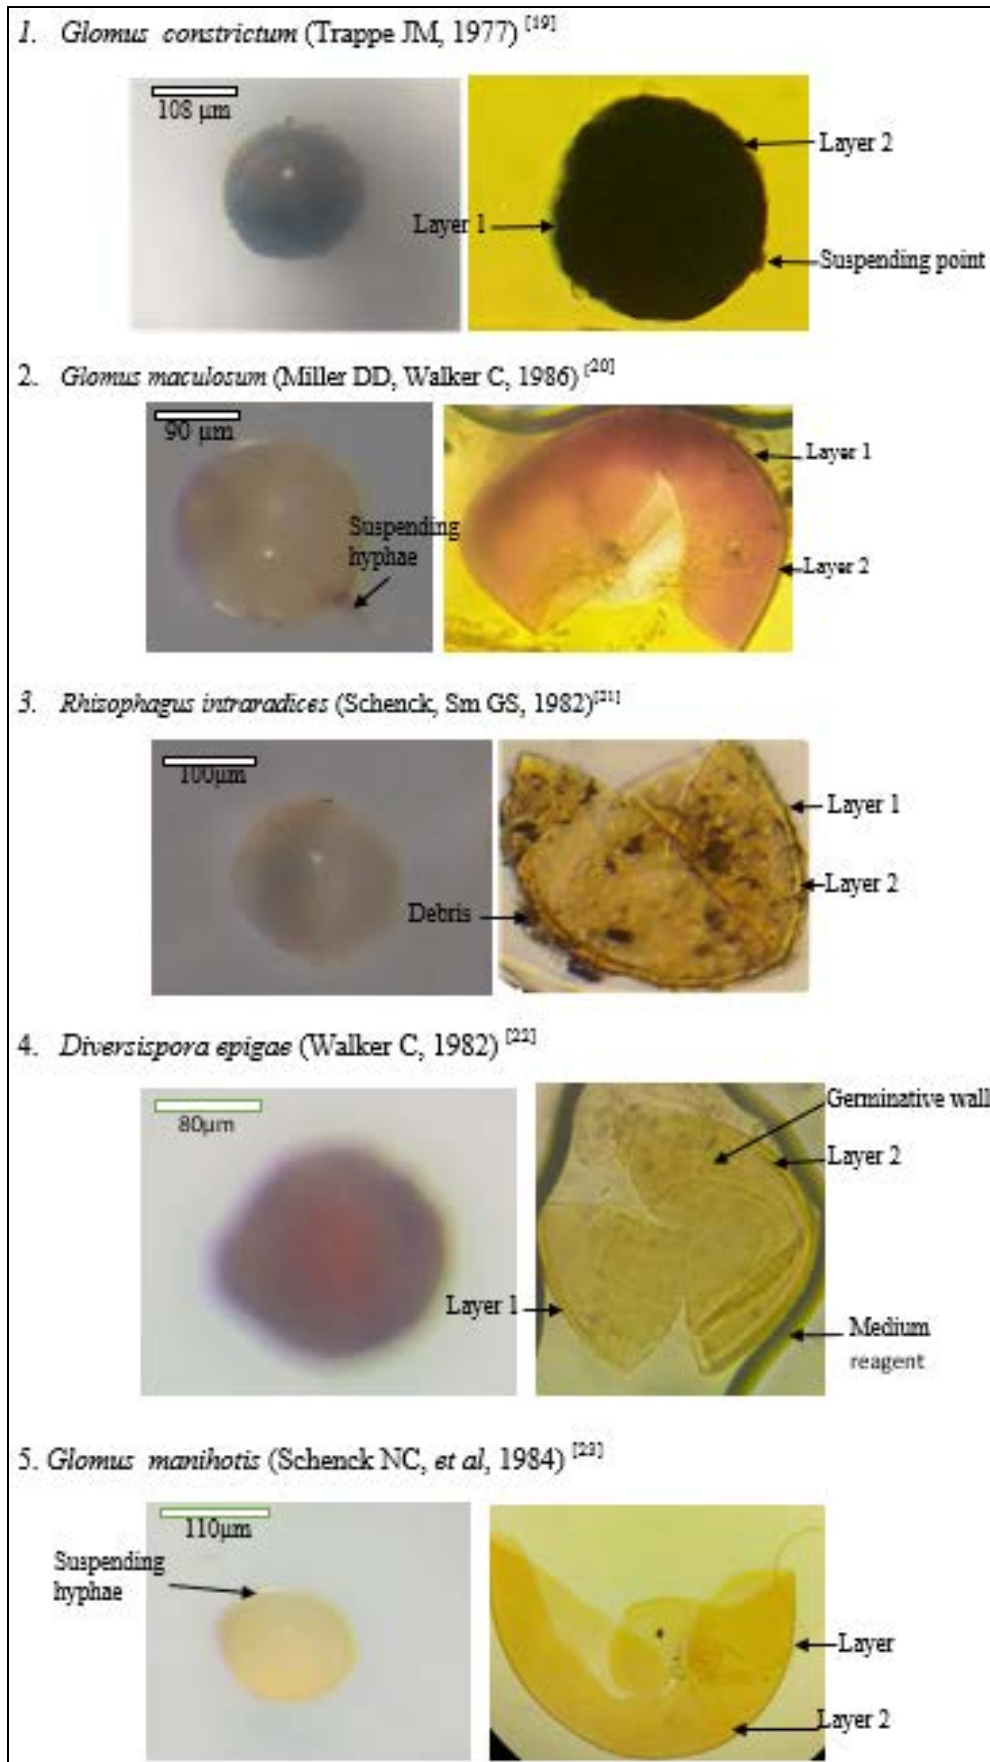 1. Glomus constrictum (Trappe JM, 1977) [19]
108 µm
Layer 2
Layer 1
Suspending point
2. Glomus maculosum (Miller DD, Walker C, 1986) [20]
90 µm
Layer 1
Suspending
hyphae
Layer 2
3. Rhizophagus intraradices (Schenck, Sm GS, 1982)[21]
100µm
Layer 1
Layer 2
Debris
4. Diversispora epigae (Walker C, 1982) [22]
80µm
Germinative wall
Layer 2
Layer 1
Medium
reagent
5. Glomus manihotis (Schenck NC, et al, 1984) [23]
110µm
Suspending
hyphae
Layer
Layer 2